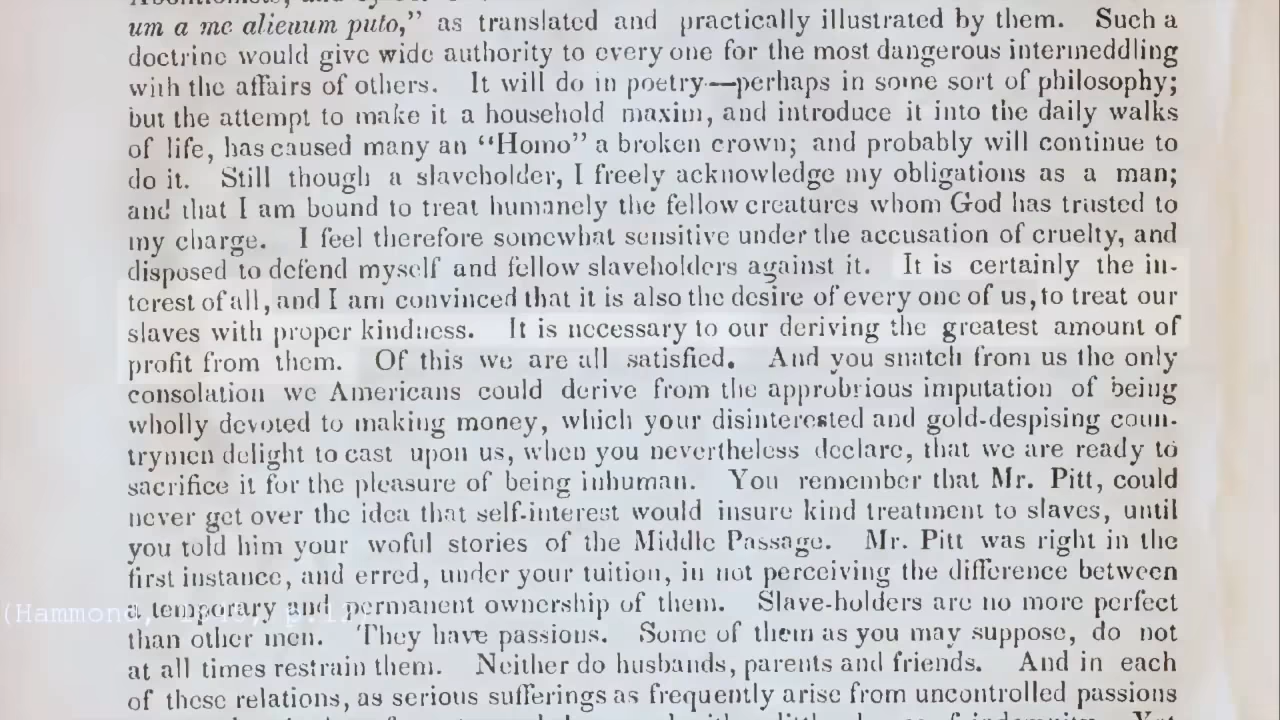 um a me alienum puto,” as translated and practically illustrated by them. Such a
doctrine would give wide authority to every one for the most dangerous intermeddling
with the affairs of others. It will do in poetry—perhaps in some sort of philosophy;
but the attempt to make it a household maxim, and introduce it into the daily walks
of life, has caused many an “Homo” a broken crown; and probably will continue to
do it. Still though a slaveholder, I freely acknowledge my obligations as a man;
and that I am bound to treat humanely the fellow creatures whom God has trusted to
my charge. I feel therefore somewhat sensitive under the accusation of cruelty, and
disposed to defend myself and fellow slaveholders against it. It is certainly the in-
terest of all, and I am convinced that it is also the desire of every one of us, to treat our
slaves with proper kindness. It is necessary to our deriving the greatest amount of
profit from them. Of this we are all satisfied. And you snatch from us the only
consolation we Americans could derive from the approbrious imputation of being
wholly devoted to making money, which your disinterested and gold-despising coun-
trymen delight to cast upon us, when you nevertheless declare, that we are ready to
sacrifice it for the pleasure of being inhuman. You remember that Mr. Pitt, could
never get over the idea that self-interest would insure kind treatment to slaves, until
you told him your woful stories of the Middle Passage. Mr. Pitt was right in the
first instance, and erred, under your tuition, in not perceiving the difference between
a temporary and permanent ownership of them. Slave-holders are no more perfect
(Hammond,
than other men. They have passions. Some of them as you may suppose, do not
at all times restrain them. Neither do husbands, parents and friends. And in each
of these relations, as serious sufferings as frequently arise from uncontrolled passions